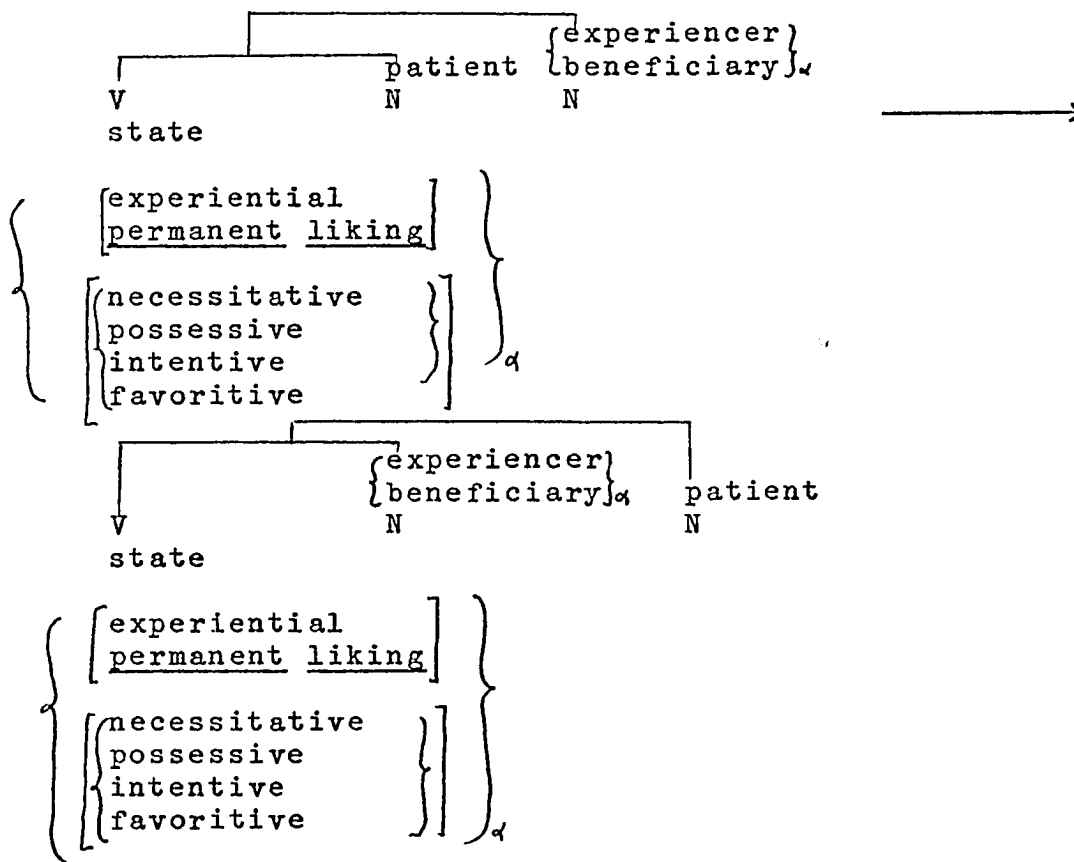 {experiencer
patient beneficiary}α
V N N
state
[experiential
permanent liking]
[{necessitative
possessive
intentive
favoritive}]
α
{experiencer
beneficiary}α patient
V N N
state
[experiential
permanent liking]
[{necessitative
possessive
intentive
favoritive}]
α